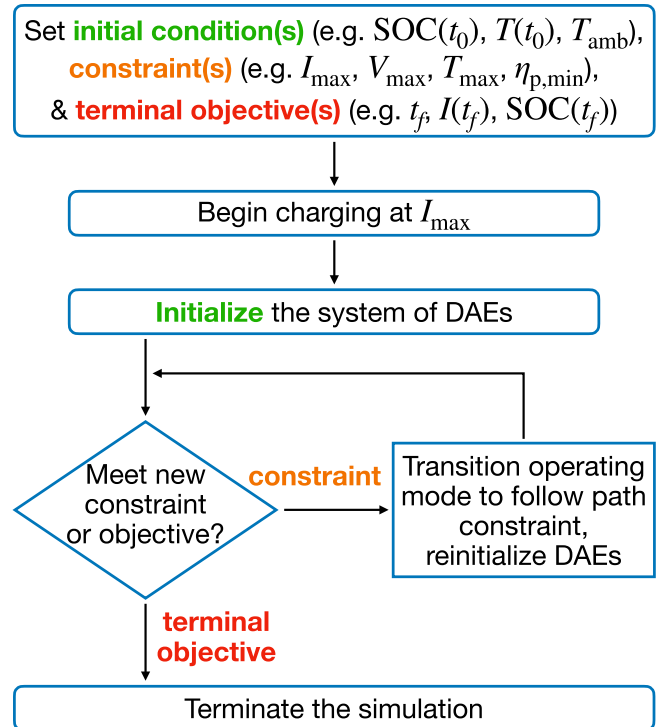 Set initial condition(s) (e.g. SOC(t₀), T(t₀), Tamb),
constraint(s) (e.g. Imax, Vmax, Tmax, ηp,min),
& terminal objective(s) (e.g. tf, I(tf), SOC(tf))
Begin charging at Imax
Initialize the system of DAEs
Meet new
constraint
or objective?
constraint
Transition operating
mode to follow path
constraint,
reinitialize DAEs
terminal
objective
Terminate the simulation